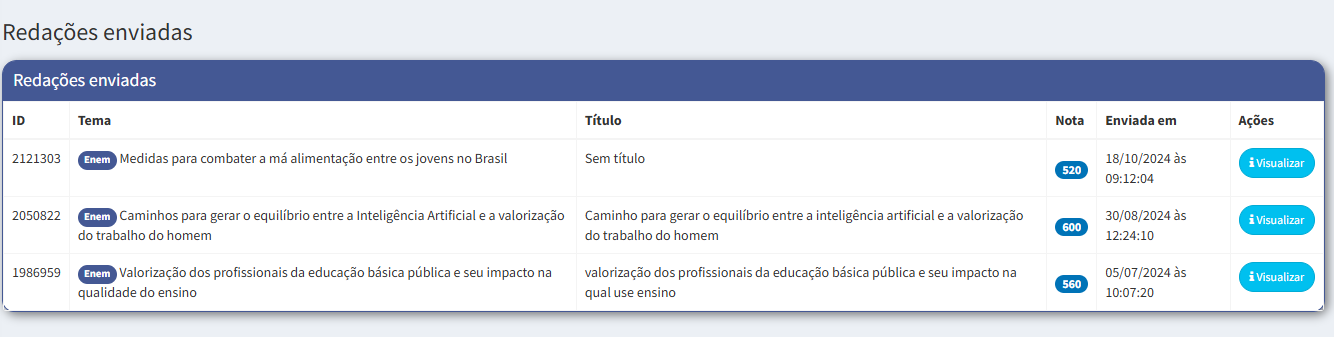 Redações enviadas
Redações enviadas
ID Tema Título Nota Enviada em Ações
2121303 Enem Medidas para combater a má alimentação entre os jovens no Brasil Sem título 520 18/10/2024 às 09:12:04 Visualizar
2050822 Enem Caminhos para gerar o equilíbrio entre a Inteligência Artificial e a valorização do trabalho do homem Caminho para gerar o equilíbrio entre a inteligência artificial e a valorização do trabalho do homem 600 30/08/2024 às 12:24:10 Visualizar
1986959 Enem Valorização dos profissionais da educação básica pública e seu impacto na qualidade do ensino valorização dos profissionais da educação básica pública e seu impacto na qual use ensino 560 05/07/2024 às 10:07:20 Visualizar